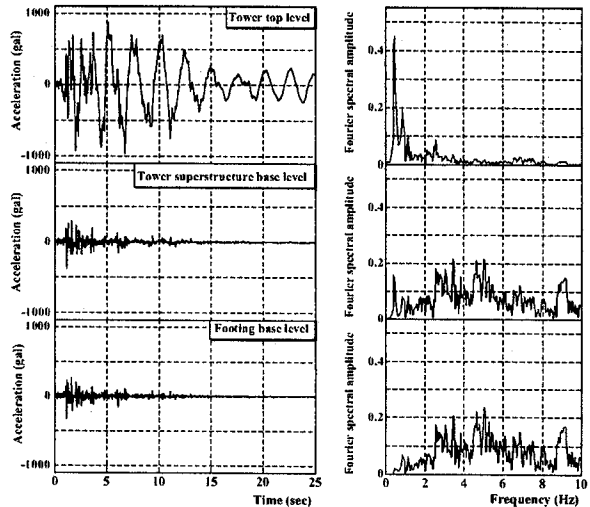 Tower top level
1000
0
-1000
Acceleration (gal)
Tower superstructure base level
1000
0
-1000
Acceleration (gal)
Footing base level
1000
0
-1000
Acceleration (gal)
0 5 10 15 20 25
Time (sec)
0.4
0.2
0
Fourier spectral amplitude
0.4
0.2
0
Fourier spectral amplitude
0.4
0.2
0
Fourier spectral amplitude
0 2 4 6 8 10
Frequency (Hz)